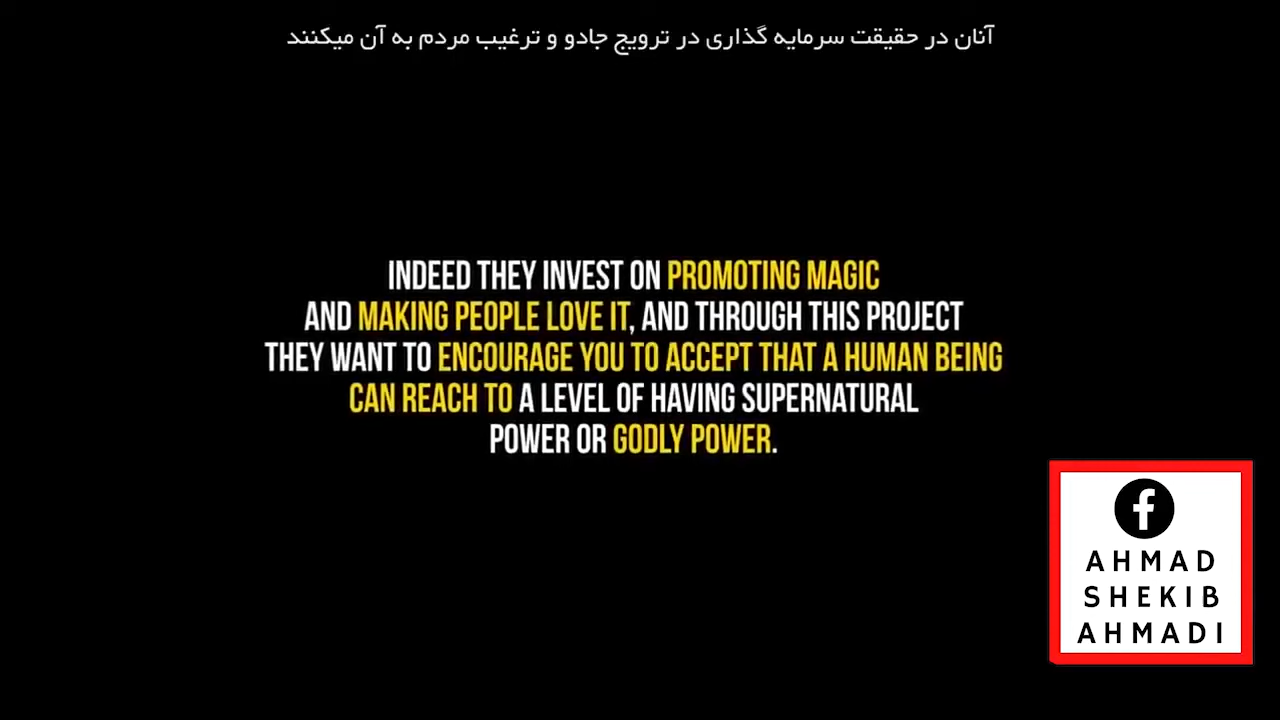 آنان در حقیقت سرمایه گذاری در ترویج جادو و ترغیب مردم به آن میکنند
INDEED THEY INVEST ON PROMOTING MAGIC
AND MAKING PEOPLE LOVE IT, AND THROUGH THIS PROJECT
THEY WANT TO ENCOURAGE YOU TO ACCEPT THAT A HUMAN BEING
CAN REACH TO A LEVEL OF HAVING SUPERNATURAL
POWER OR GODLY POWER.
f
AHMAD
SHEKIB
AHMADI